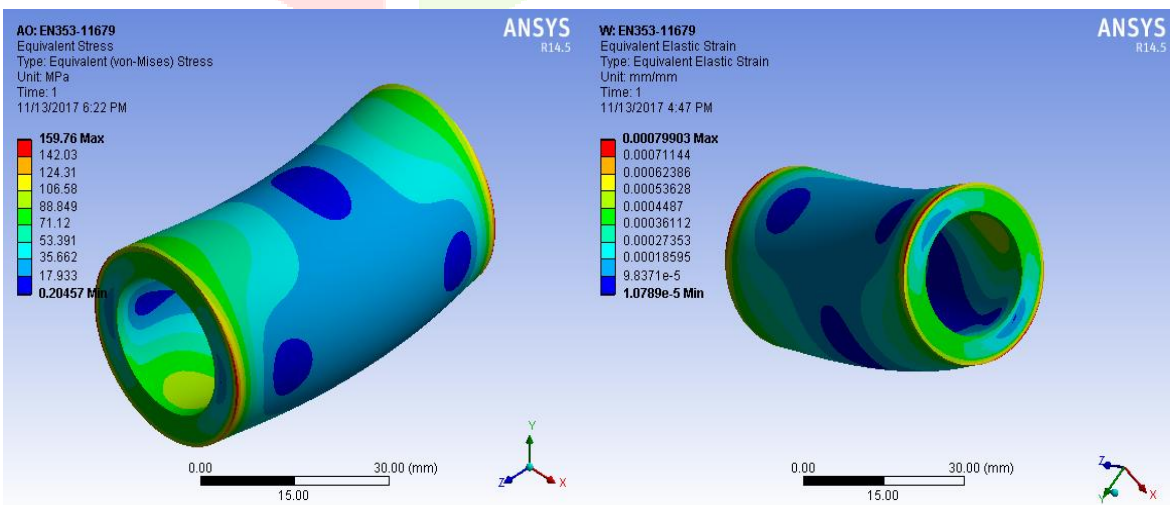 AO: EN353-11679
Equivalent Stress
Type: Equivalent (von-Mises) Stress
Unit: MPa
Time: 1
11/13/2017 6:22 PM
159.76 Max
142.03
124.31
106.58
88.849
71.12
53.391
35.662
17.933
0.20457 Min
ANSYS
R14.5
0.00
30.00 (mm)
15.00
Y
Z
X
W: EN353-11679
Equivalent Elastic Strain
Type: Equivalent Elastic Strain
Unit: mm/mm
Time: 1
11/13/2017 4:47 PM
0.00079903 Max
0.00071144
0.00062386
0.00053628
0.0004487
0.00036112
0.00027353
0.00018595
9.8371e-5
1.0789e-5 Min
ANSYS
R14.5
0.00
30.00 (mm)
15.00
Z
Y
X